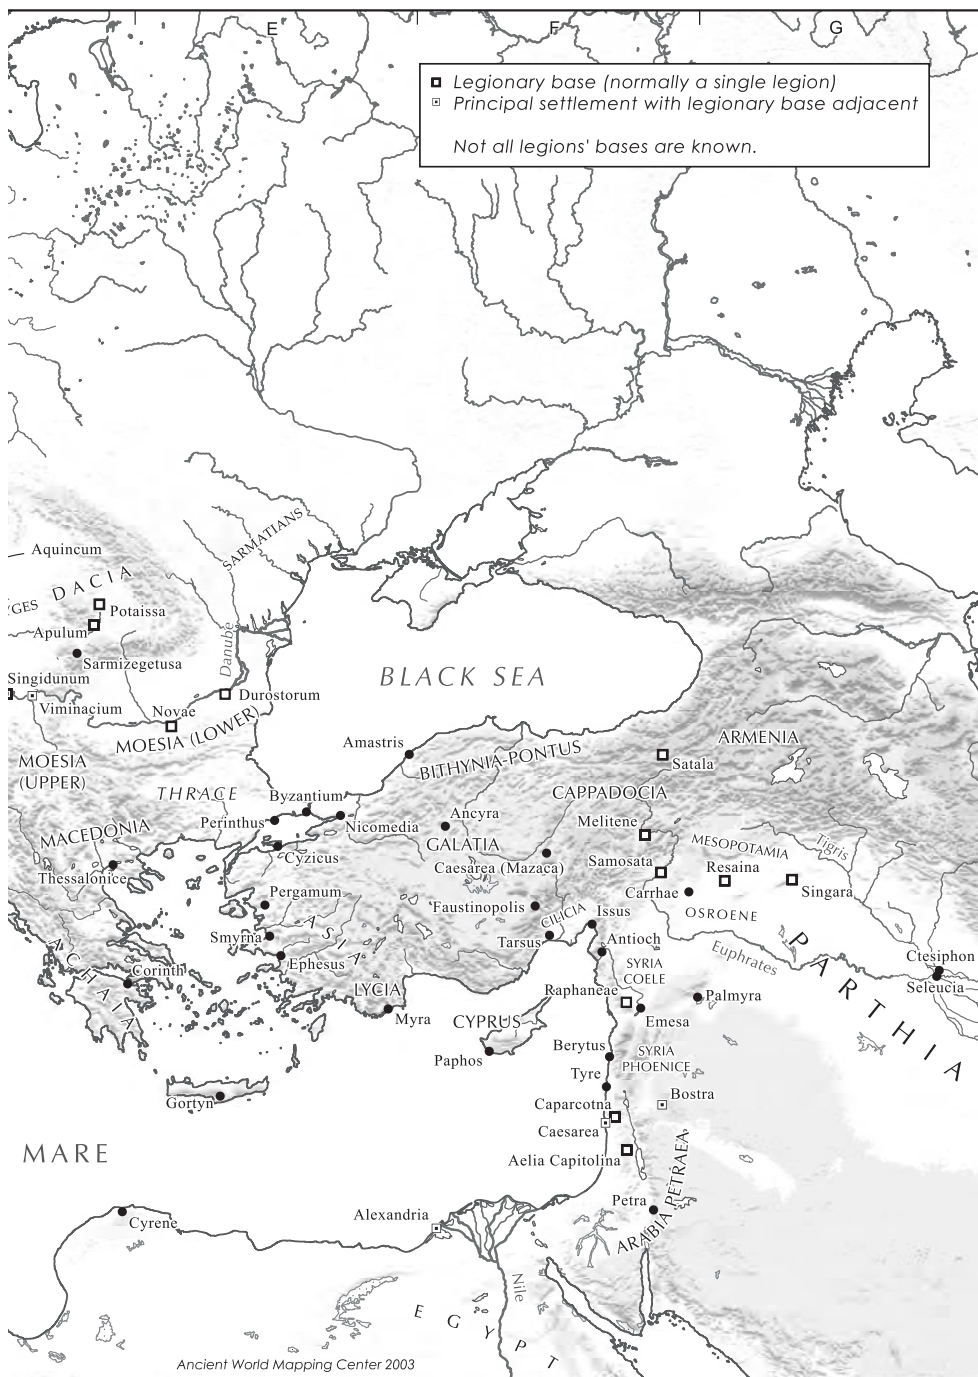 E
F
G
Legionary base (normally a single legion)
Principal settlement with legionary base adjacent
Not all legions' bases are known.
SARMATIANS
Aquincum
DACIA
YGES
Potaissa
Apulum
Danube
Sarmizegetusa
Singidunum
Viminacium
Durostorum
Novae
MOESIA (LOWER)
BLACK SEA
MOESIA
(UPPER)
Amastris
BITHYNIA-PONTUS
ARMENIA
Satala
THRACE
Byzantium
CAPPADOCIA
Perinthus
Nicomedia
Ancyra
Melitene
MACEDONIA
GALATIA
MESOPOTAMIA
Tigris
Cyzicus
Thessalonice
Caesarea (Mazaca)
Samosata
Resaina
Carrhae
Singara
Pergamum
Faustinopolis
CILICIA
Issus
OSROENE
Smyrna
ASIA
Tarsus
Antioch
Euphrates
PARTHIA
ACHAIA
Corinth
Ephesus
SYRIA
COELE
Ctesiphon
Seleucia
LYCIA
Raphaneae
Palmyra
Myra
CYPRUS
Emesa
Paphos
Berytus
SYRIA
PHOENICE
Tyre
Gortyn
Caparcotna
Bostra
Caesarea
MARE
Aelia Capitolina
ARABIA PETRAEA
Petra
Cyrene
Alexandria
Nile
EGYPT
Ancient World Mapping Center 2003